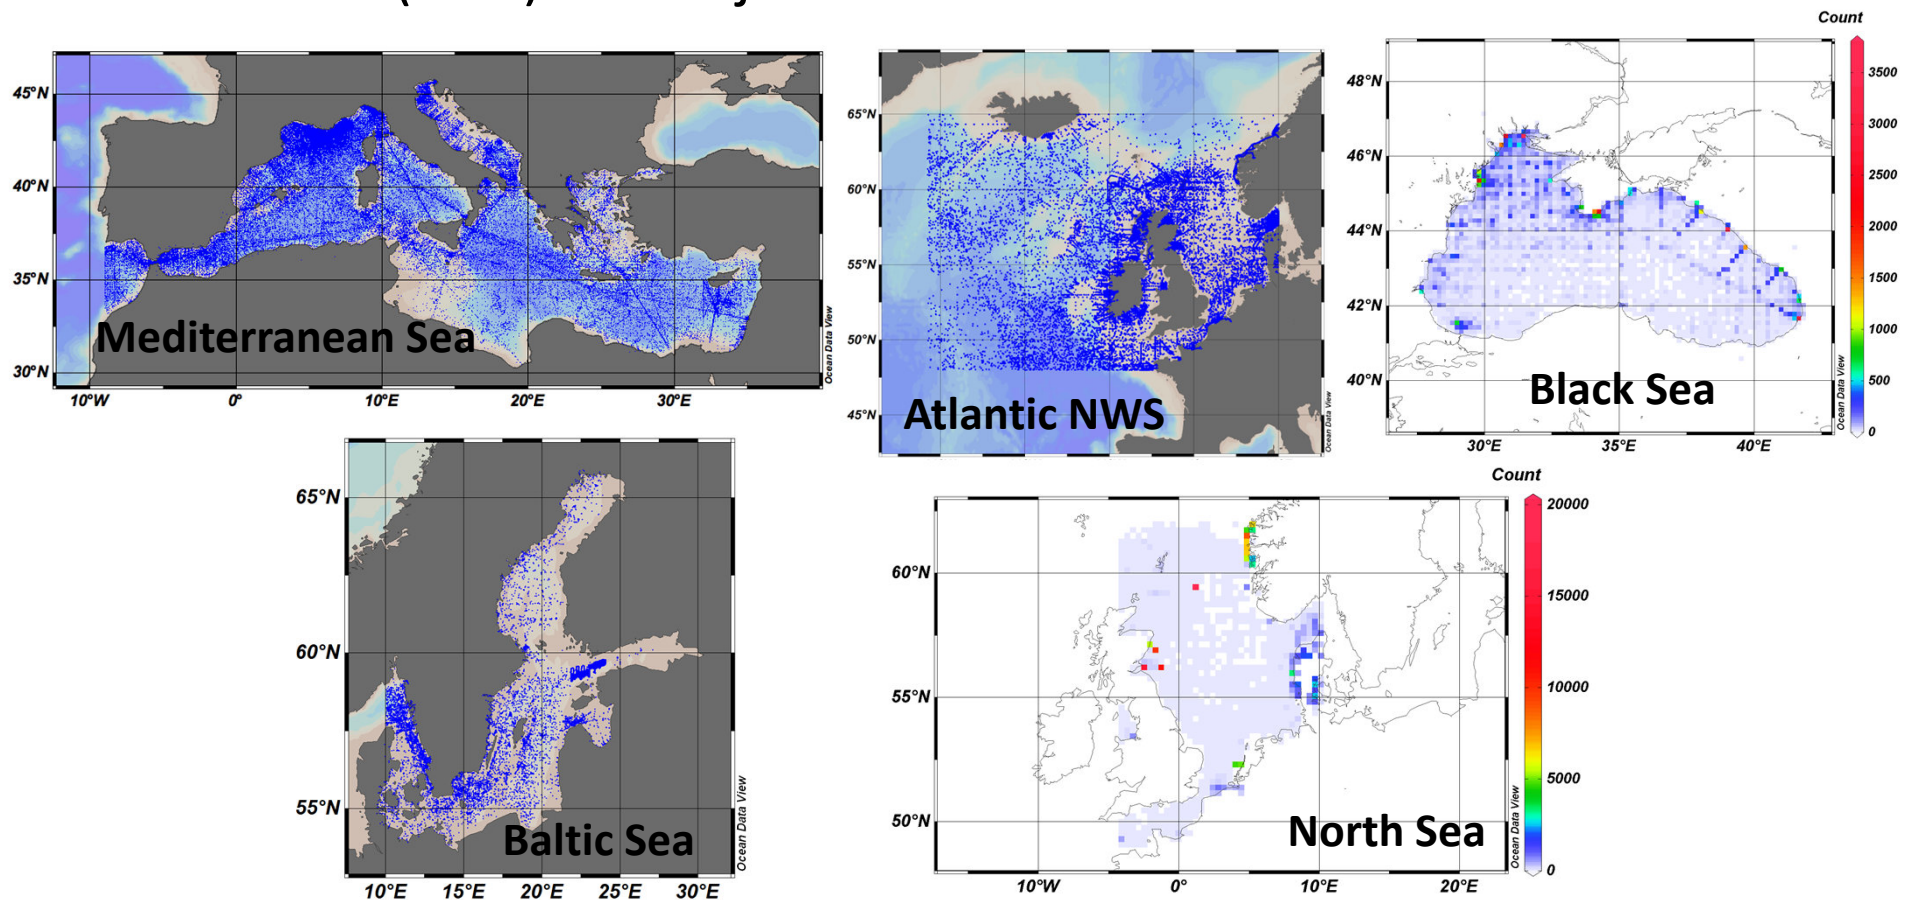 Count
45°N
40°N
35°N
30°N
10°W
0°
10°E
20°E
30°E
Mediterranean Sea
Ocean Data View
65°N
60°N
55°N
50°N
45°N
Atlantic NWS
Ocean Data View
48°N
46°N
44°N
42°N
40°N
30°E
35°E
40°E
Black Sea
Ocean Data View
3500
3000
2500
2000
1500
1000
500
0
65°N
60°N
55°N
10°E
15°E
20°E
25°E
30°E
Baltic Sea
Ocean Data View
Count
60°N
55°N
50°N
10°W
0°
10°E
20°E
North Sea
Ocean Data View
20000
15000
10000
5000
0